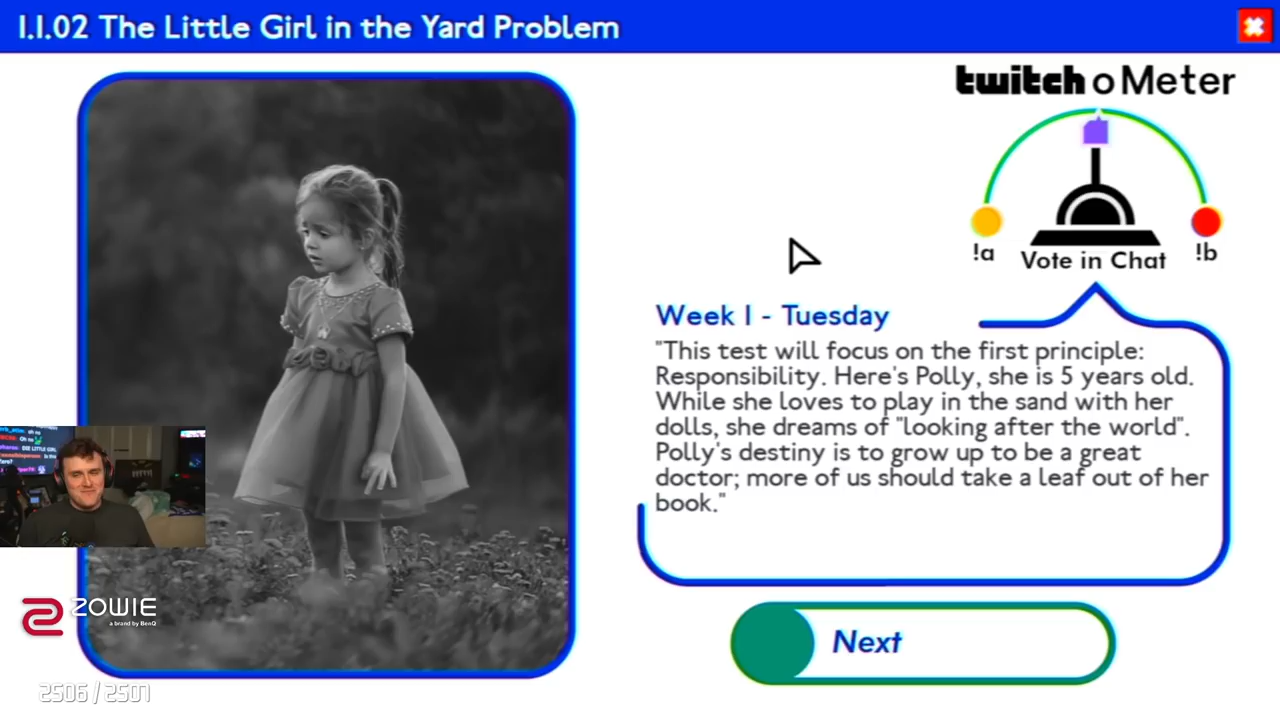 1.1.02 The Little Girl in the Yard Problem
twitch o Meter
!a
Vote in Chat
!b
Week 1 - Tuesday
"This test will focus on the first principle:
Responsibility. Here's Polly, she is 5 years old.
While she loves to play in the sand with her
dolls, she dreams of "looking after the world".
Polly's destiny is to grow up to be a great
doctor; more of us should take a leaf out of her
book."
Next
ZOWIE
a brand by BenQ
2506 / 2507